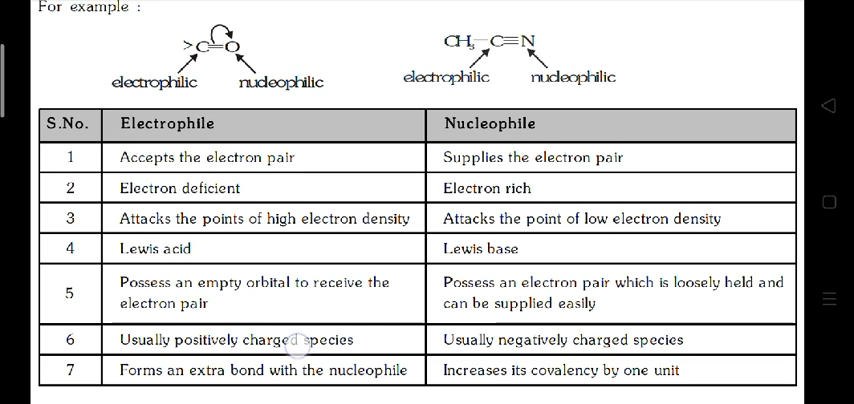 For example :
>C=O
CH₃—C≡N
electrophilic nucleophilic
electrophilic nucleophilic
S.No. Electrophile Nucleophile
1 Accepts the electron pair Supplies the electron pair
2 Electron deficient Electron rich
3 Attacks the points of high electron density Attacks the point of low electron density
4 Lewis acid Lewis base
5 Possess an empty orbital to receive the
electron pair
Possess an electron pair which is loosely held and
can be supplied easily
6 Usually positively charged species Usually negatively charged species
7 Forms an extra bond with the nucleophile Increases its covalency by one unit